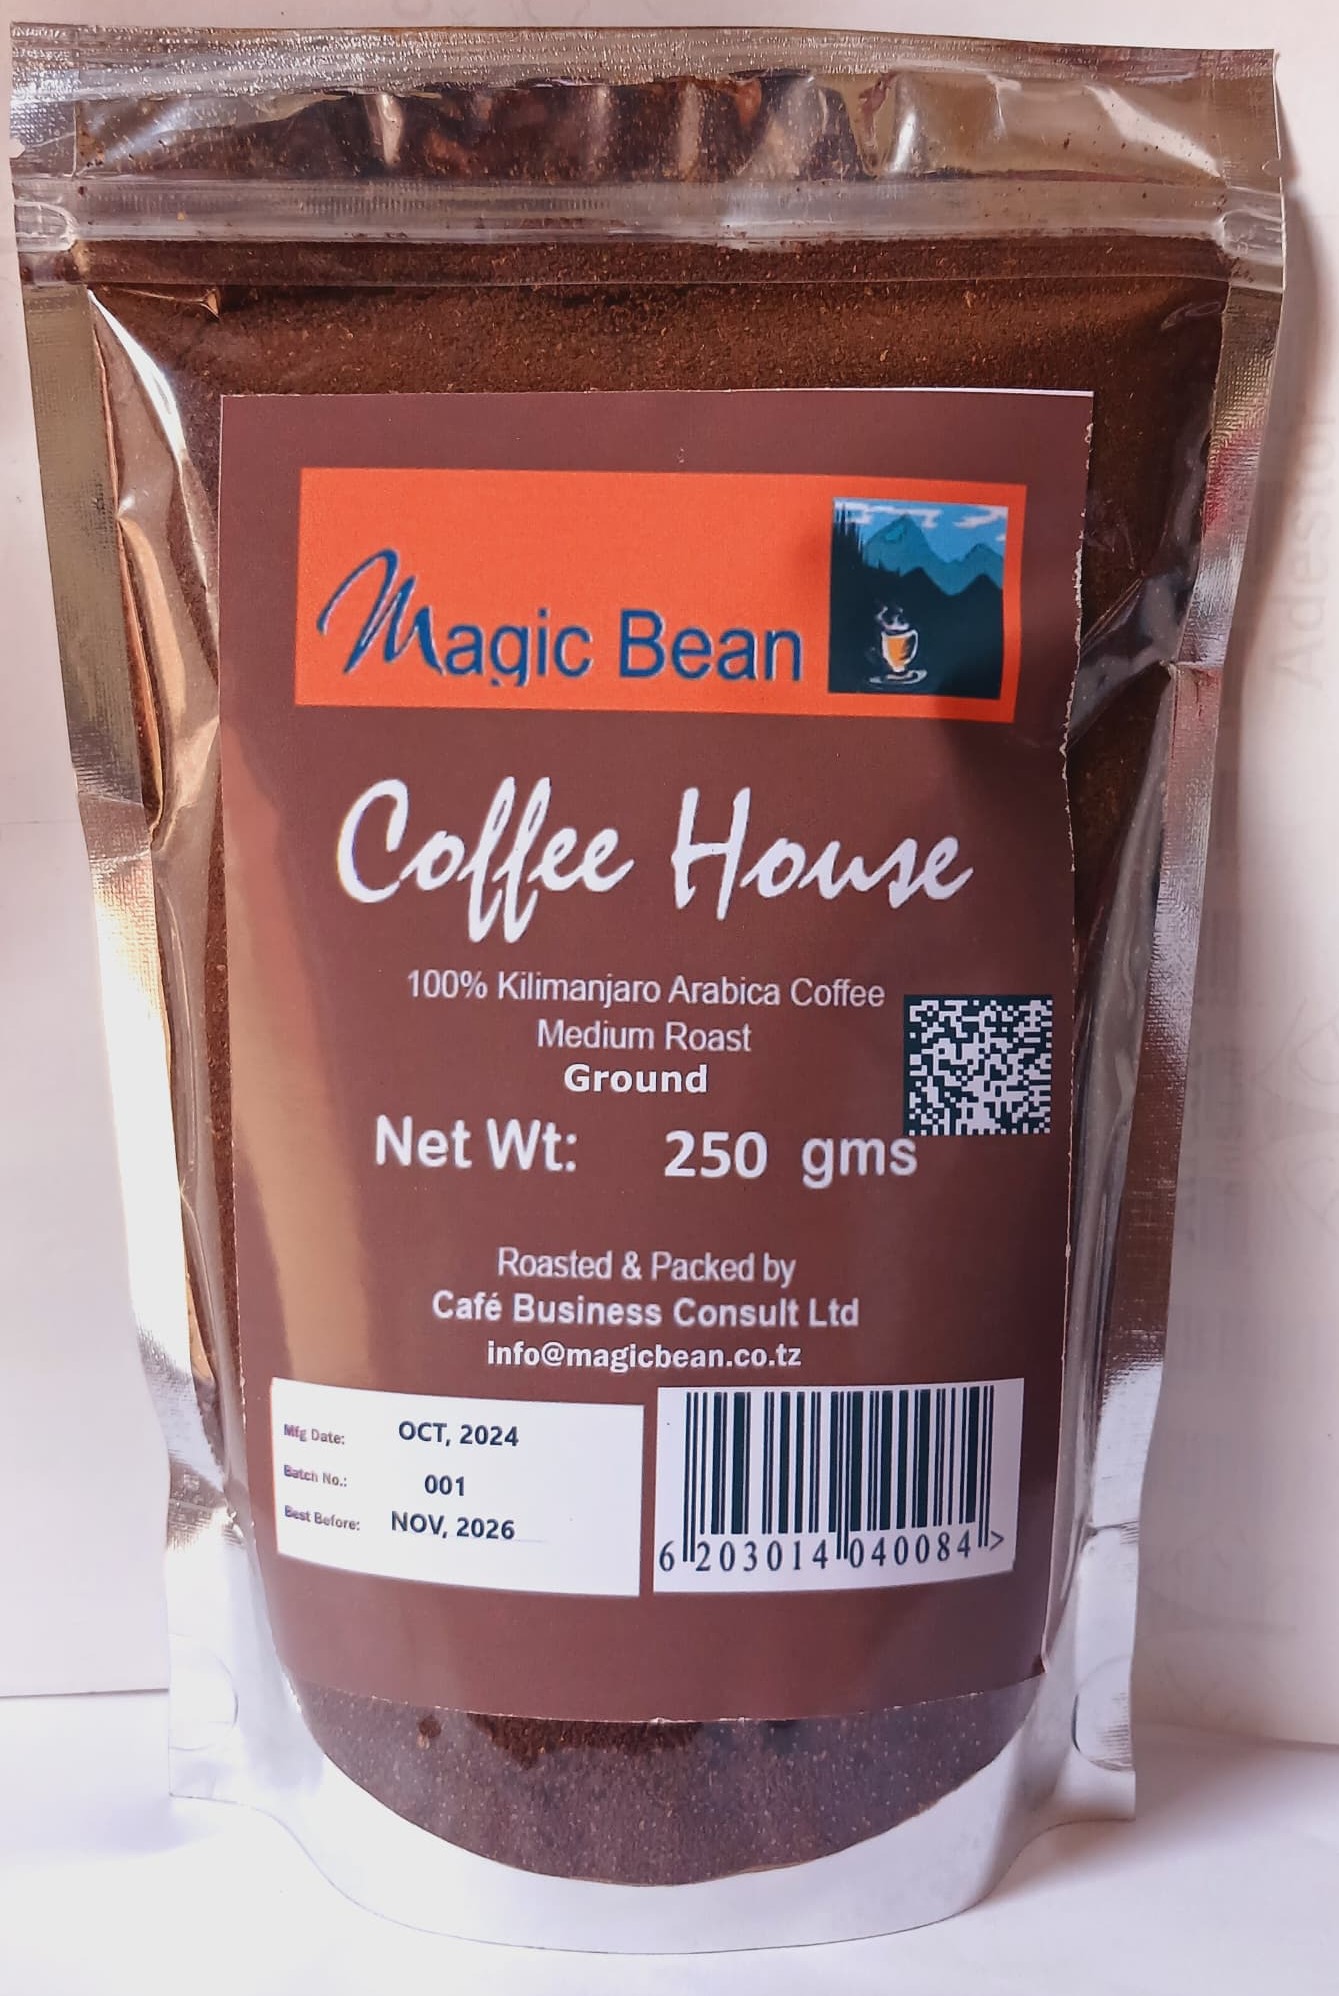 Magic Bean
Coffee House
100% Kilimanjaro Arabica Coffee
Medium Roast
Ground
Net Wt: 250 gms
Roasted & Packed by
Café Business Consult Ltd
info@magicbean.co.tz
Mfg Date: OCT, 2024
Batch No.: 001
Best Before: NOV, 2026
6 203014 040084 >